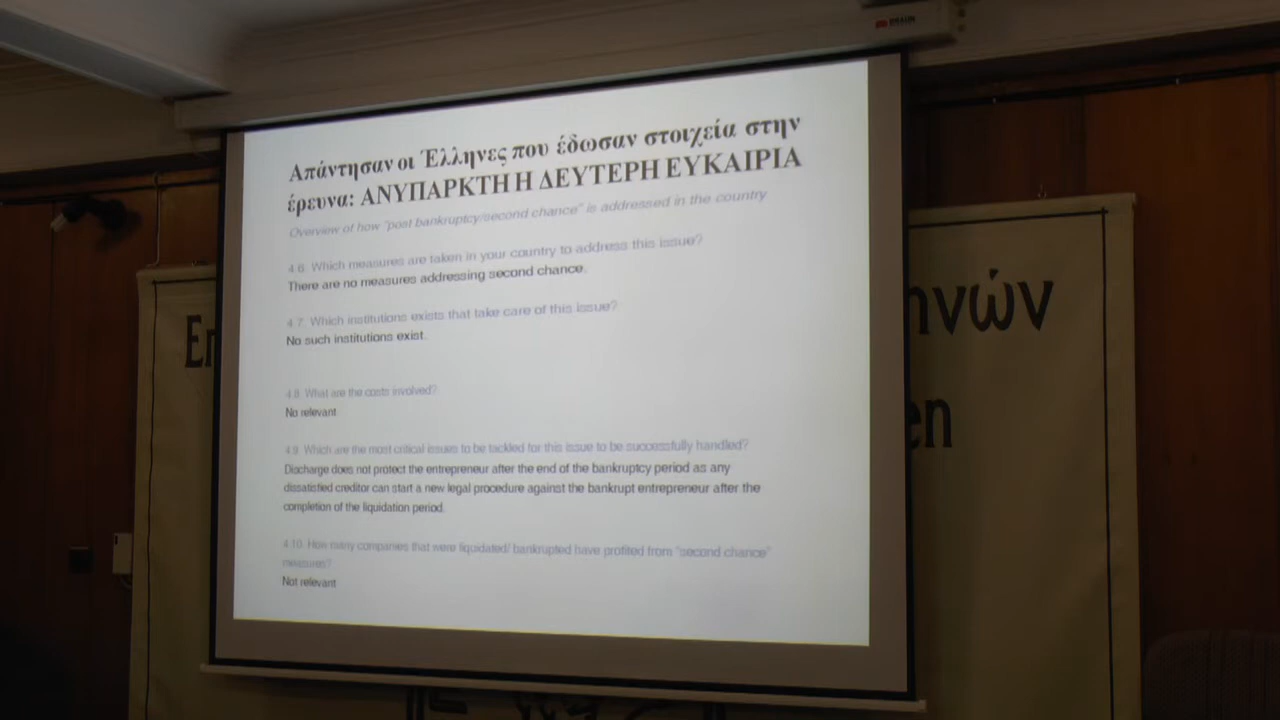 BRAUN
Απάντησαν οι Έλληνες που έδωσαν στοιχεία στην
έρευνα: ΑΝΥΠΑΡΚΤΗ Η ΔΕΥΤΕΡΗ ΕΥΚΑΙΡΙΑ
Overview of how "post bankruptcy/second chance" is addressed in the country
4.6. Which measures are taken in your country to address this issue?
There are no measures addressing second chance.
4.7. Which institutions exists that take care of this issue?
No such institutions exist.
4.8. What are the costs involved?
No relevant
4.9. Which are the most critical issues to be tackled for this issue to be successfully handled?
Discharge does not protect the entrepreneur after the end of the bankruptcy period as any
dissatisfied creditor can start a new legal procedure against the bankrupt entrepreneur after the
completion of the liquidation period.
4.10. How many companies that were liquidated/ bankrupted have profited from "second chance"
measures?
Not relevant
Επ
ηνών
en